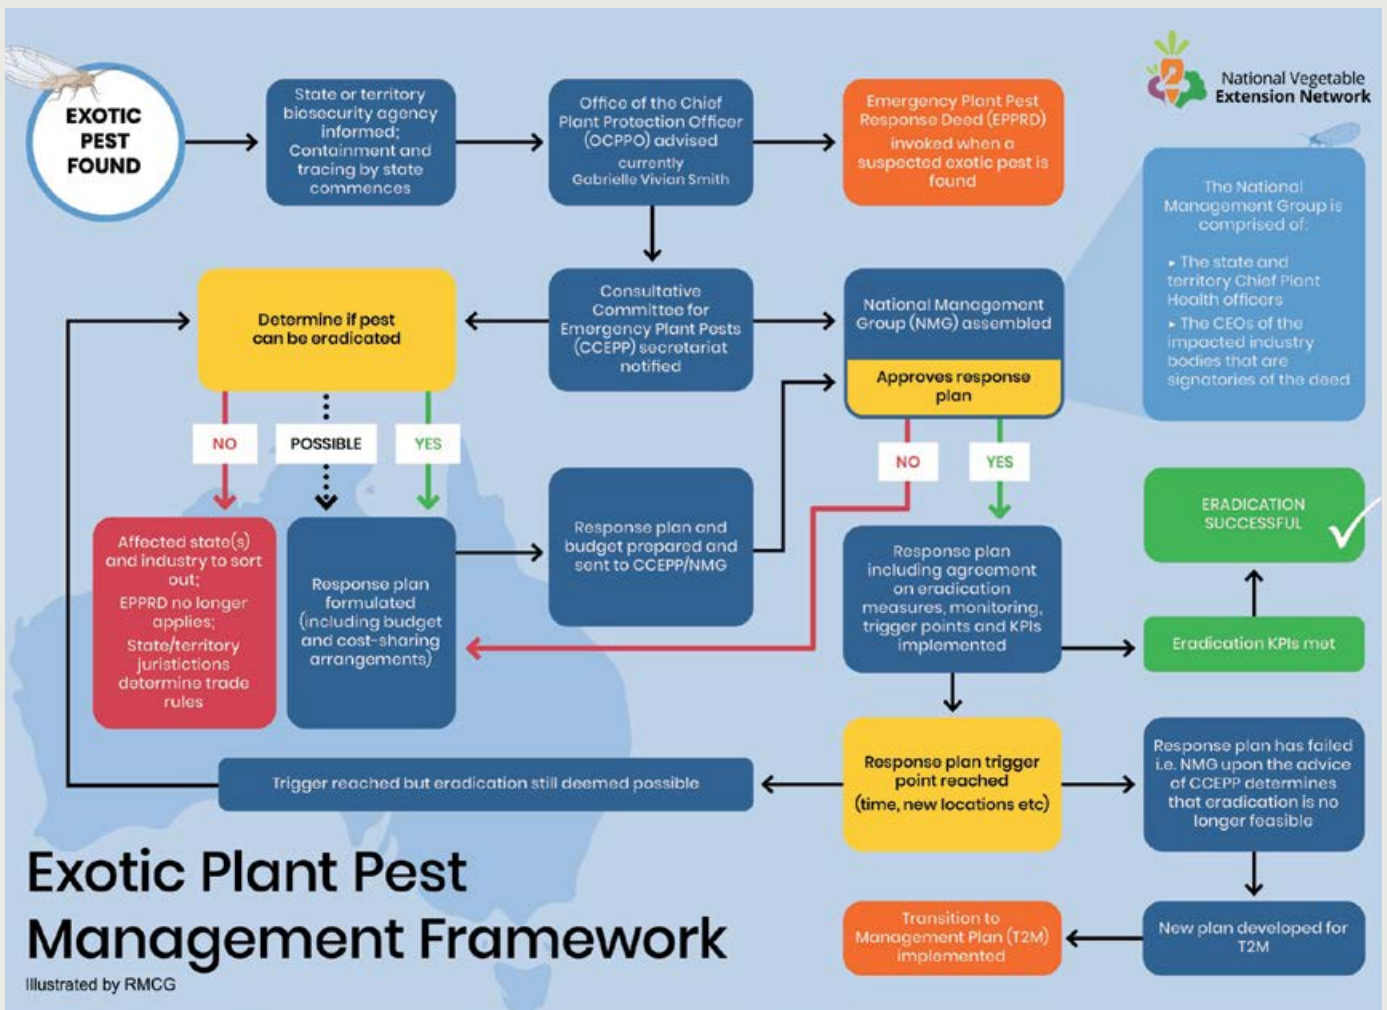 EXOTIC
PEST
FOUND
State or territory
biosecurity agency
informed;
Containment and
tracing by state
commences
Office of the Chief
Plant Protection Officer
(OCPPO) advised
currently
Gabrielle Vivian Smith
Emergency Plant Pest
Response Deed (EPPRD)
invoked when a
suspected exotic pest is
found
National Vegetable
Extension Network
The National
Management Group is
comprised of:
▸ The state and
territory Chief Plant
Health officers
▸ The CEOs of the
impacted industry
bodies that are
signatories of the deed
Determine if pest
can be eradicated
Consultative
Committee for
Emergency Plant Pests
(CCEPP) secretariat
notified
National Management
Group (NMG) assembled
Approves response
plan
NO
POSSIBLE
YES
NO
YES
Affected state(s)
and industry to sort
out;
EPPRD no longer
applies;
State/territory
juristictions
determine trade
rules
Response plan
formulated
(including budget
and cost-sharing
arrangements)
Response plan and
budget prepared and
sent to CCEPP/NMG
Response plan
including agreement
on eradication
measures, monitoring,
trigger points and KPIs
implemented
ERADICATION
SUCCESSFUL
Eradication KPIs met
Trigger reached but eradication still deemed possible
Response plan trigger
point reached
(time, new locations etc)
Response plan has failed
i.e. NMG upon the advice
of CCEPP determines
that eradication is no
longer feasible
Transition to
Management Plan (T2M)
implemented
New plan developed for
T2M
Exotic Plant Pest
Management Framework
Illustrated by RMCG